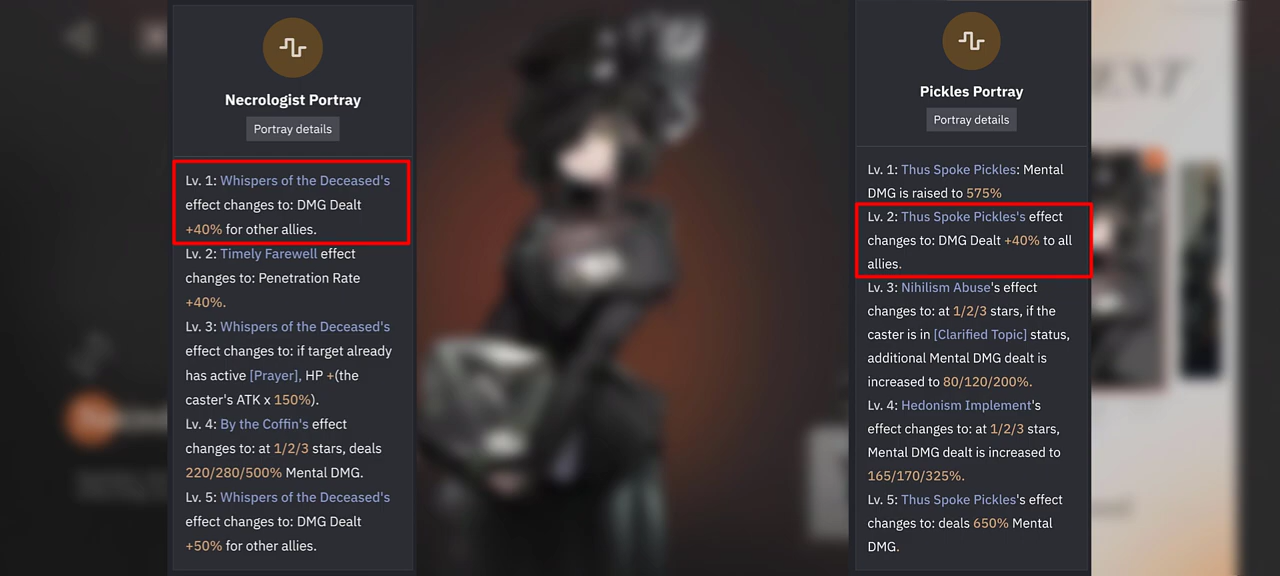 Necrologist Portray
Portray details
Lv. 1: Whispers of the Deceased's
effect changes to: DMG Dealt
+40% for other allies.
Lv. 2: Timely Farewell effect
changes to: Penetration Rate
+40%.
Lv. 3: Whispers of the Deceased's
effect changes to: if target already
has active [Prayer], HP +(the
caster's ATK x 150%).
Lv. 4: By the Coffin's effect
changes to: at 1/2/3 stars, deals
220/280/500% Mental DMG.
Lv. 5: Whispers of the Deceased's
effect changes to: DMG Dealt
+50% for other allies.
Pickles Portray
Portray details
Lv. 1: Thus Spoke Pickles: Mental
DMG is raised to 575%
Lv. 2: Thus Spoke Pickles's effect
changes to: DMG Dealt +40% to all
allies.
Lv. 3: Nihilism Abuse's effect
changes to: at 1/2/3 stars, if the
caster is in [Clarified Topic] status,
additional Mental DMG dealt is
increased to 80/120/200%.
Lv. 4: Hedonism Implement's
effect changes to: at 1/2/3 stars,
Mental DMG dealt is increased to
165/170/325%.
Lv. 5: Thus Spoke Pickles's effect
changes to: deals 650% Mental
DMG.